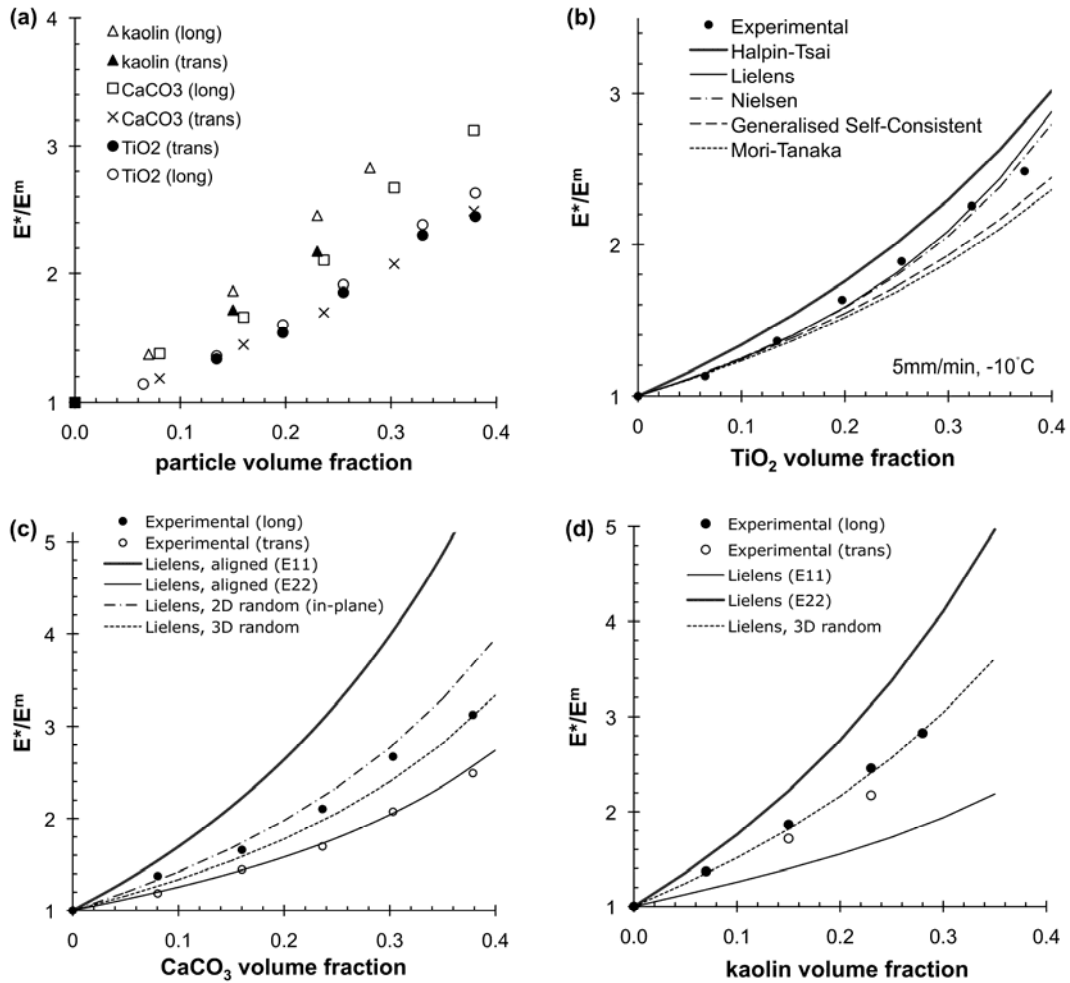 (a)
kaolin (long)
kaolin (trans)
CaCO3 (long)
CaCO3 (trans)
TiO2 (trans)
TiO2 (long)
E*/Eᵐ
4
3
2
1
0.0 0.1 0.2 0.3 0.4
particle volume fraction
(b)
Experimental
Halpin-Tsai
Lielens
Nielsen
Generalised Self-Consistent
Mori-Tanaka
E*/Eᵐ
3
2
1
5mm/min, -10°C
0 0.1 0.2 0.3 0.4
TiO₂ volume fraction
(c)
Experimental (long)
Experimental (trans)
Lielens, aligned (E11)
Lielens, aligned (E22)
Lielens, 2D random (in-plane)
Lielens, 3D random
E*/Eᵐ
5
4
3
2
1
0 0.1 0.2 0.3 0.4
CaCO₃ volume fraction
(d)
Experimental (long)
Experimental (trans)
Lielens (E11)
Lielens (E22)
Lielens, 3D random
E*/Eᵐ
5
4
3
2
1
0.0 0.1 0.2 0.3 0.4
kaolin volume fraction